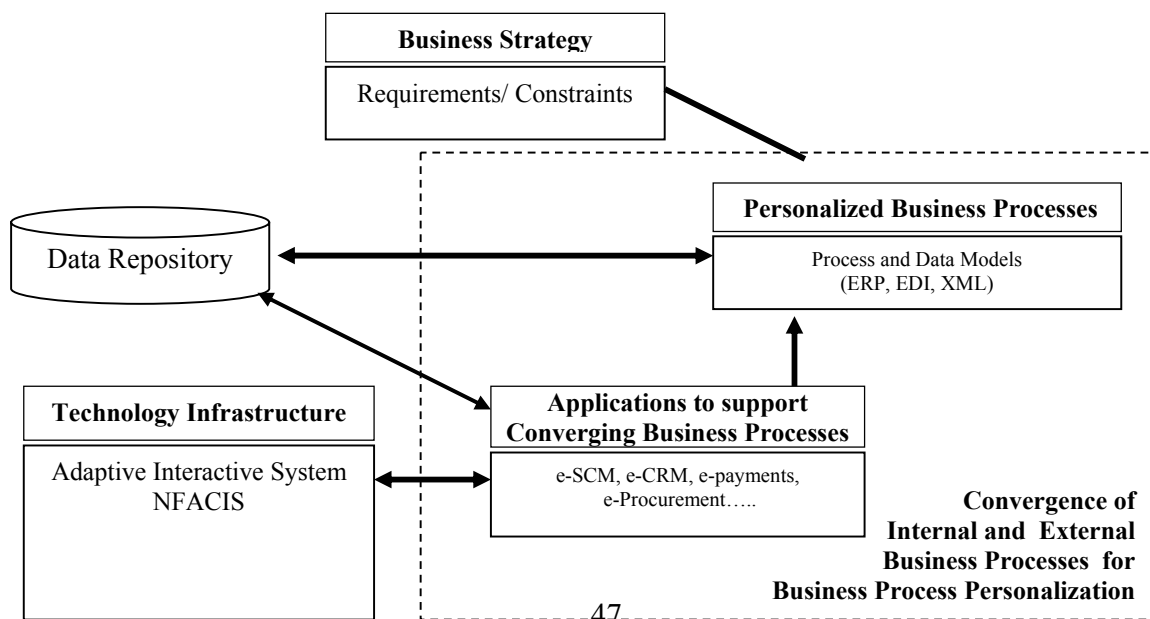 Business Strategy
Requirements/ Constraints
Personalized Business Processes
Process and Data Models
(ERP, EDI, XML)
Data Repository
Technology Infrastructure
Adaptive Interactive System
NFACIS
Applications to support
Converging Business Processes
e-SCM, e-CRM, e-payments,
e-Procurement…..
Convergence of
Internal and External
Business Processes for
Business Process Personalization
47